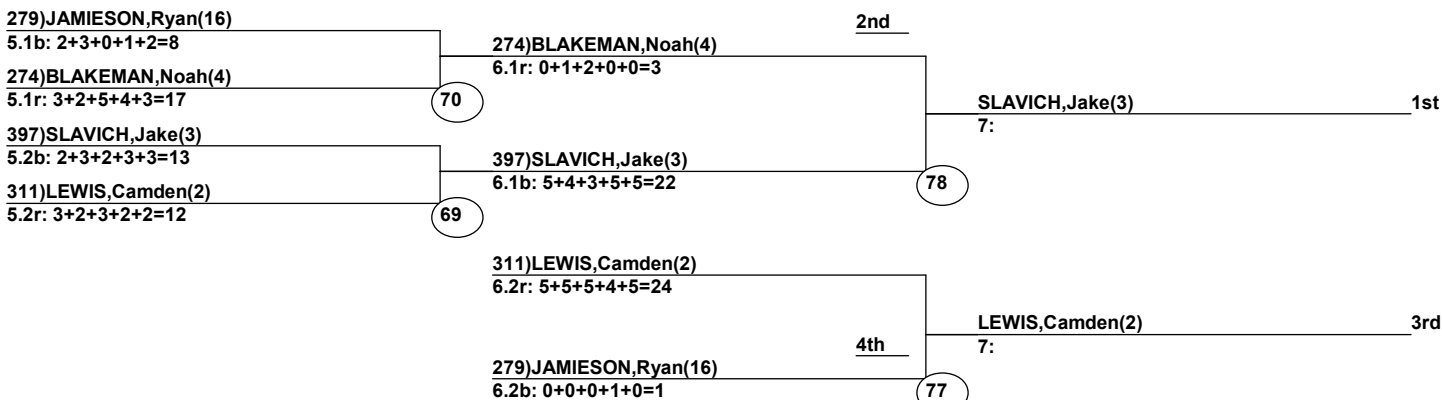 279)JAMIESON,Ryan(16)
5.1b: 2+3+0+1+2=8
274)BLAKEMAN,Noah(4)
5.1r: 3+2+5+4+3=17
70
397)SLAVICH,Jake(3)
5.2b: 2+3+2+3+3=13
311)LEWIS,Camden(2)
5.2r: 3+2+3+2+2=12
69
2nd
274)BLAKEMAN,Noah(4)
6.1r: 0+1+2+0+0=3
397)SLAVICH,Jake(3)
6.1b: 5+4+3+5+5=22
78
SLAVICH,Jake(3) 1st
7:
311)LEWIS,Camden(2)
6.2r: 5+5+5+4+5=24
4th
279)JAMIESON,Ryan(16)
6.2b: 0+0+0+1+0=1
77
LEWIS,Camden(2) 3rd
7: